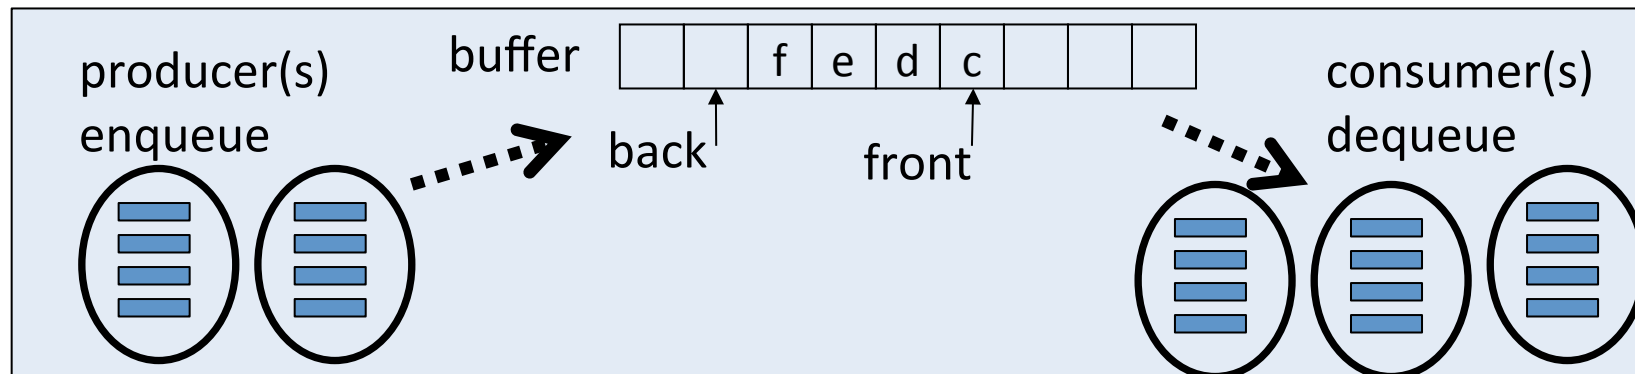 producer(s)
enqueue
buffer
f e d c
back
front
consumer(s)
dequeue